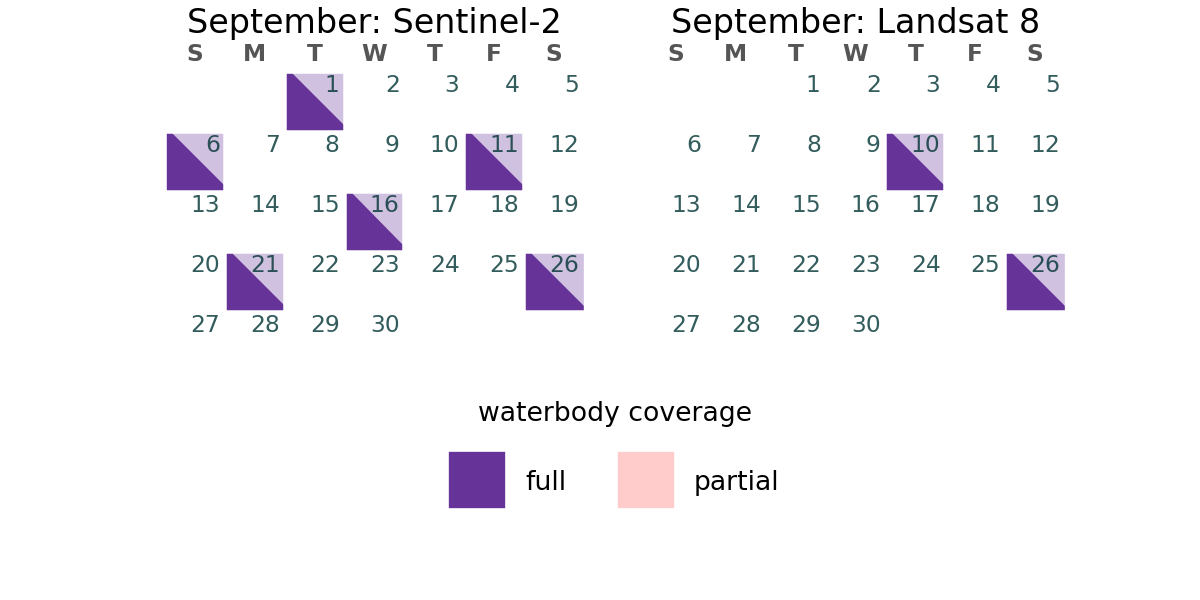 September: Sentinel-2
S M T W T F S
1 2 3 4 5
6 7 8 9 10 11 12
13 14 15 16 17 18 19
20 21 22 23 24 25 26
27 28 29 30
September: Landsat 8
S M T W T F S
1 2 3 4 5
6 7 8 9 10 11 12
13 14 15 16 17 18 19
20 21 22 23 24 25 26
27 28 29 30
waterbody coverage
full partial